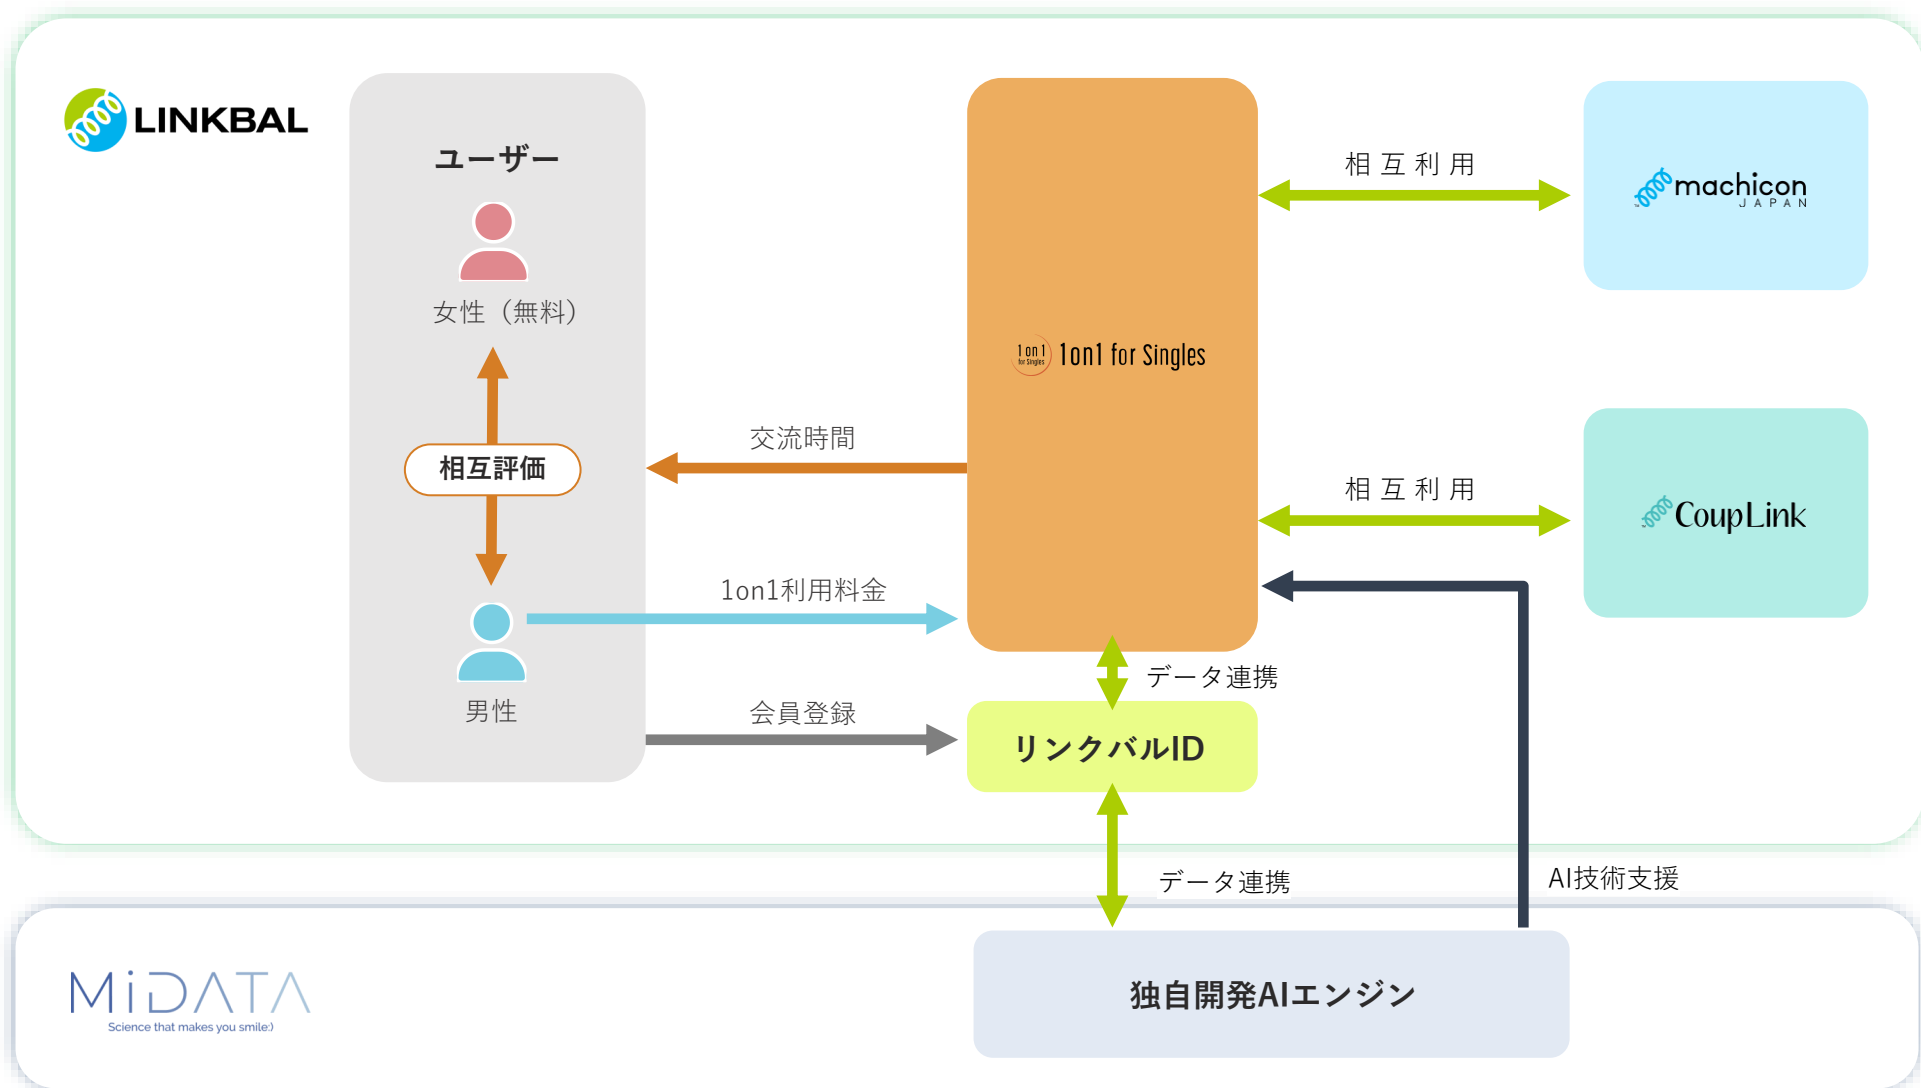 LINKBAL
ユーザー
女性（無料）
相互評価
男性
交流時間
1on1利用料金
会員登録
1on1
for Singles
1on1 for Singles
相互利用
machicon
JAPAN
相互利用
CoupLink
データ連携
リンクバルID
データ連携
AI技術支援
MiDATA
Science that makes you smile:)
独自開発AIエンジン